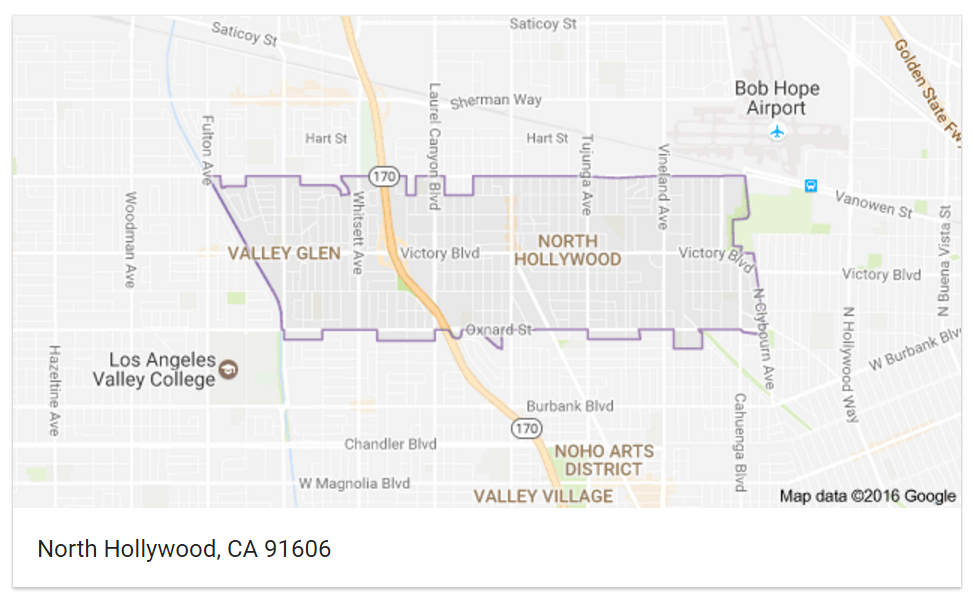 Saticoy St
Saticoy St
Golden State Fwy
Bob Hope
Airport
Sherman Way
Laurel Canyon Blvd
Fulton Ave
Hart St
Hart St
Tujunga Ave
Vineland Ave
170
Vanowen St
Woodman Ave
Whitsett Ave
N Buena Vista St
VALLEY GLEN
Victory Blvd
NORTH
HOLLYWOOD
Victory Blvd
Victory Blvd
N Clybourn Ave
N Hollywood Way
Oxnard St
W Burbank Blv
Hazeltine Ave
Los Angeles
Valley College
Cahuenga Blvd
Burbank Blvd
170
Chandler Blvd
NOHO ARTS
DISTRICT
W Magnolia Blvd
VALLEY VILLAGE
Map data ©2016 Google
North Hollywood, CA 91606